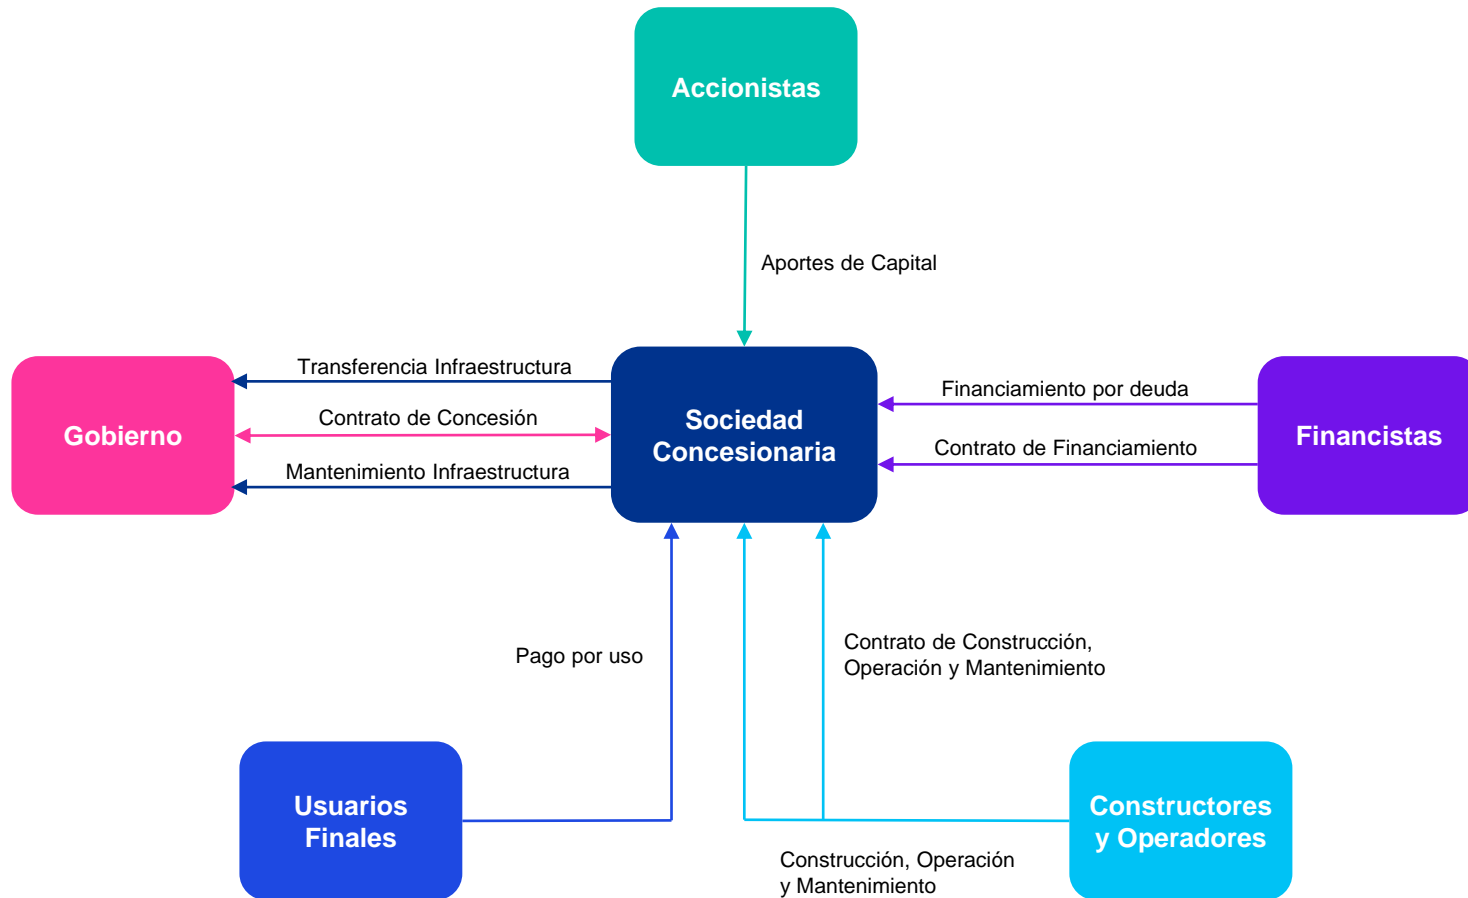 Accionistas
Aportes de Capital
Transferencia Infraestructura
Contrato de Concesión
Mantenimiento Infraestructura
Gobierno
Sociedad
Concesionaria
Financiamiento por deuda
Contrato de Financiamiento
Financistas
Pago por uso
Contrato de Construcción,
Operación y Mantenimiento
Usuarios
Finales
Constructores
y Operadores
Construcción, Operación
y Mantenimiento